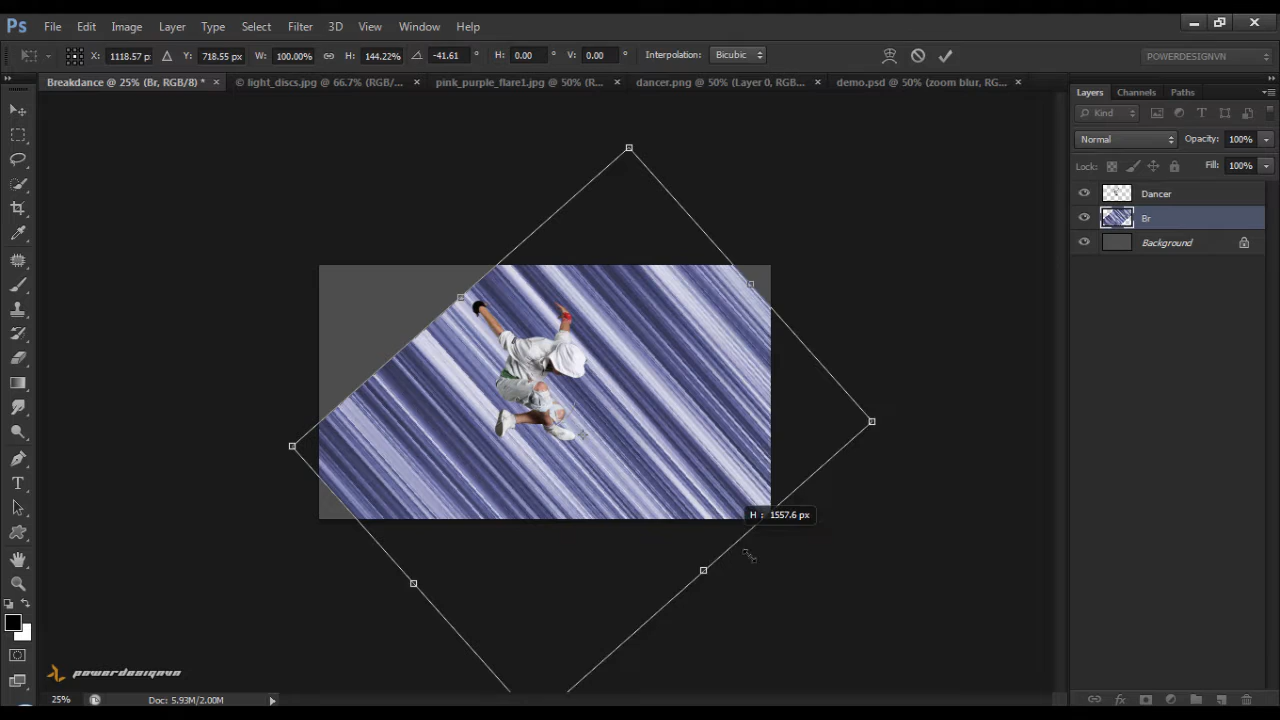 Ps File Edit Image Layer Type Select Filter 3D View Window Help
X: 1118.57 p: Y: 718.55 px W: 100.00% H: 144.22% -41.61 ° H: 0.00 ° V: 0.00 ° Interpolation: Bicubic POWERDESIGNVN
Breakdance @ 25% (Br, RGB/8) * × © light_discs.jpg @ 66.7% (RGB/... × pink_purple_flare1.jpg @ 50% (R... × dancer.png @ 50% (Layer 0, RGB... × demo.psd @ 50% (zoom blur, RG... ×
Layers Channels Paths
Kind
Normal Opacity: 100%
Lock: Fill: 100%
Dancer
Br
Background
H : 1557.6 px
T
powerdesignvn
25% Doc: 5.93M/2.00M
fx